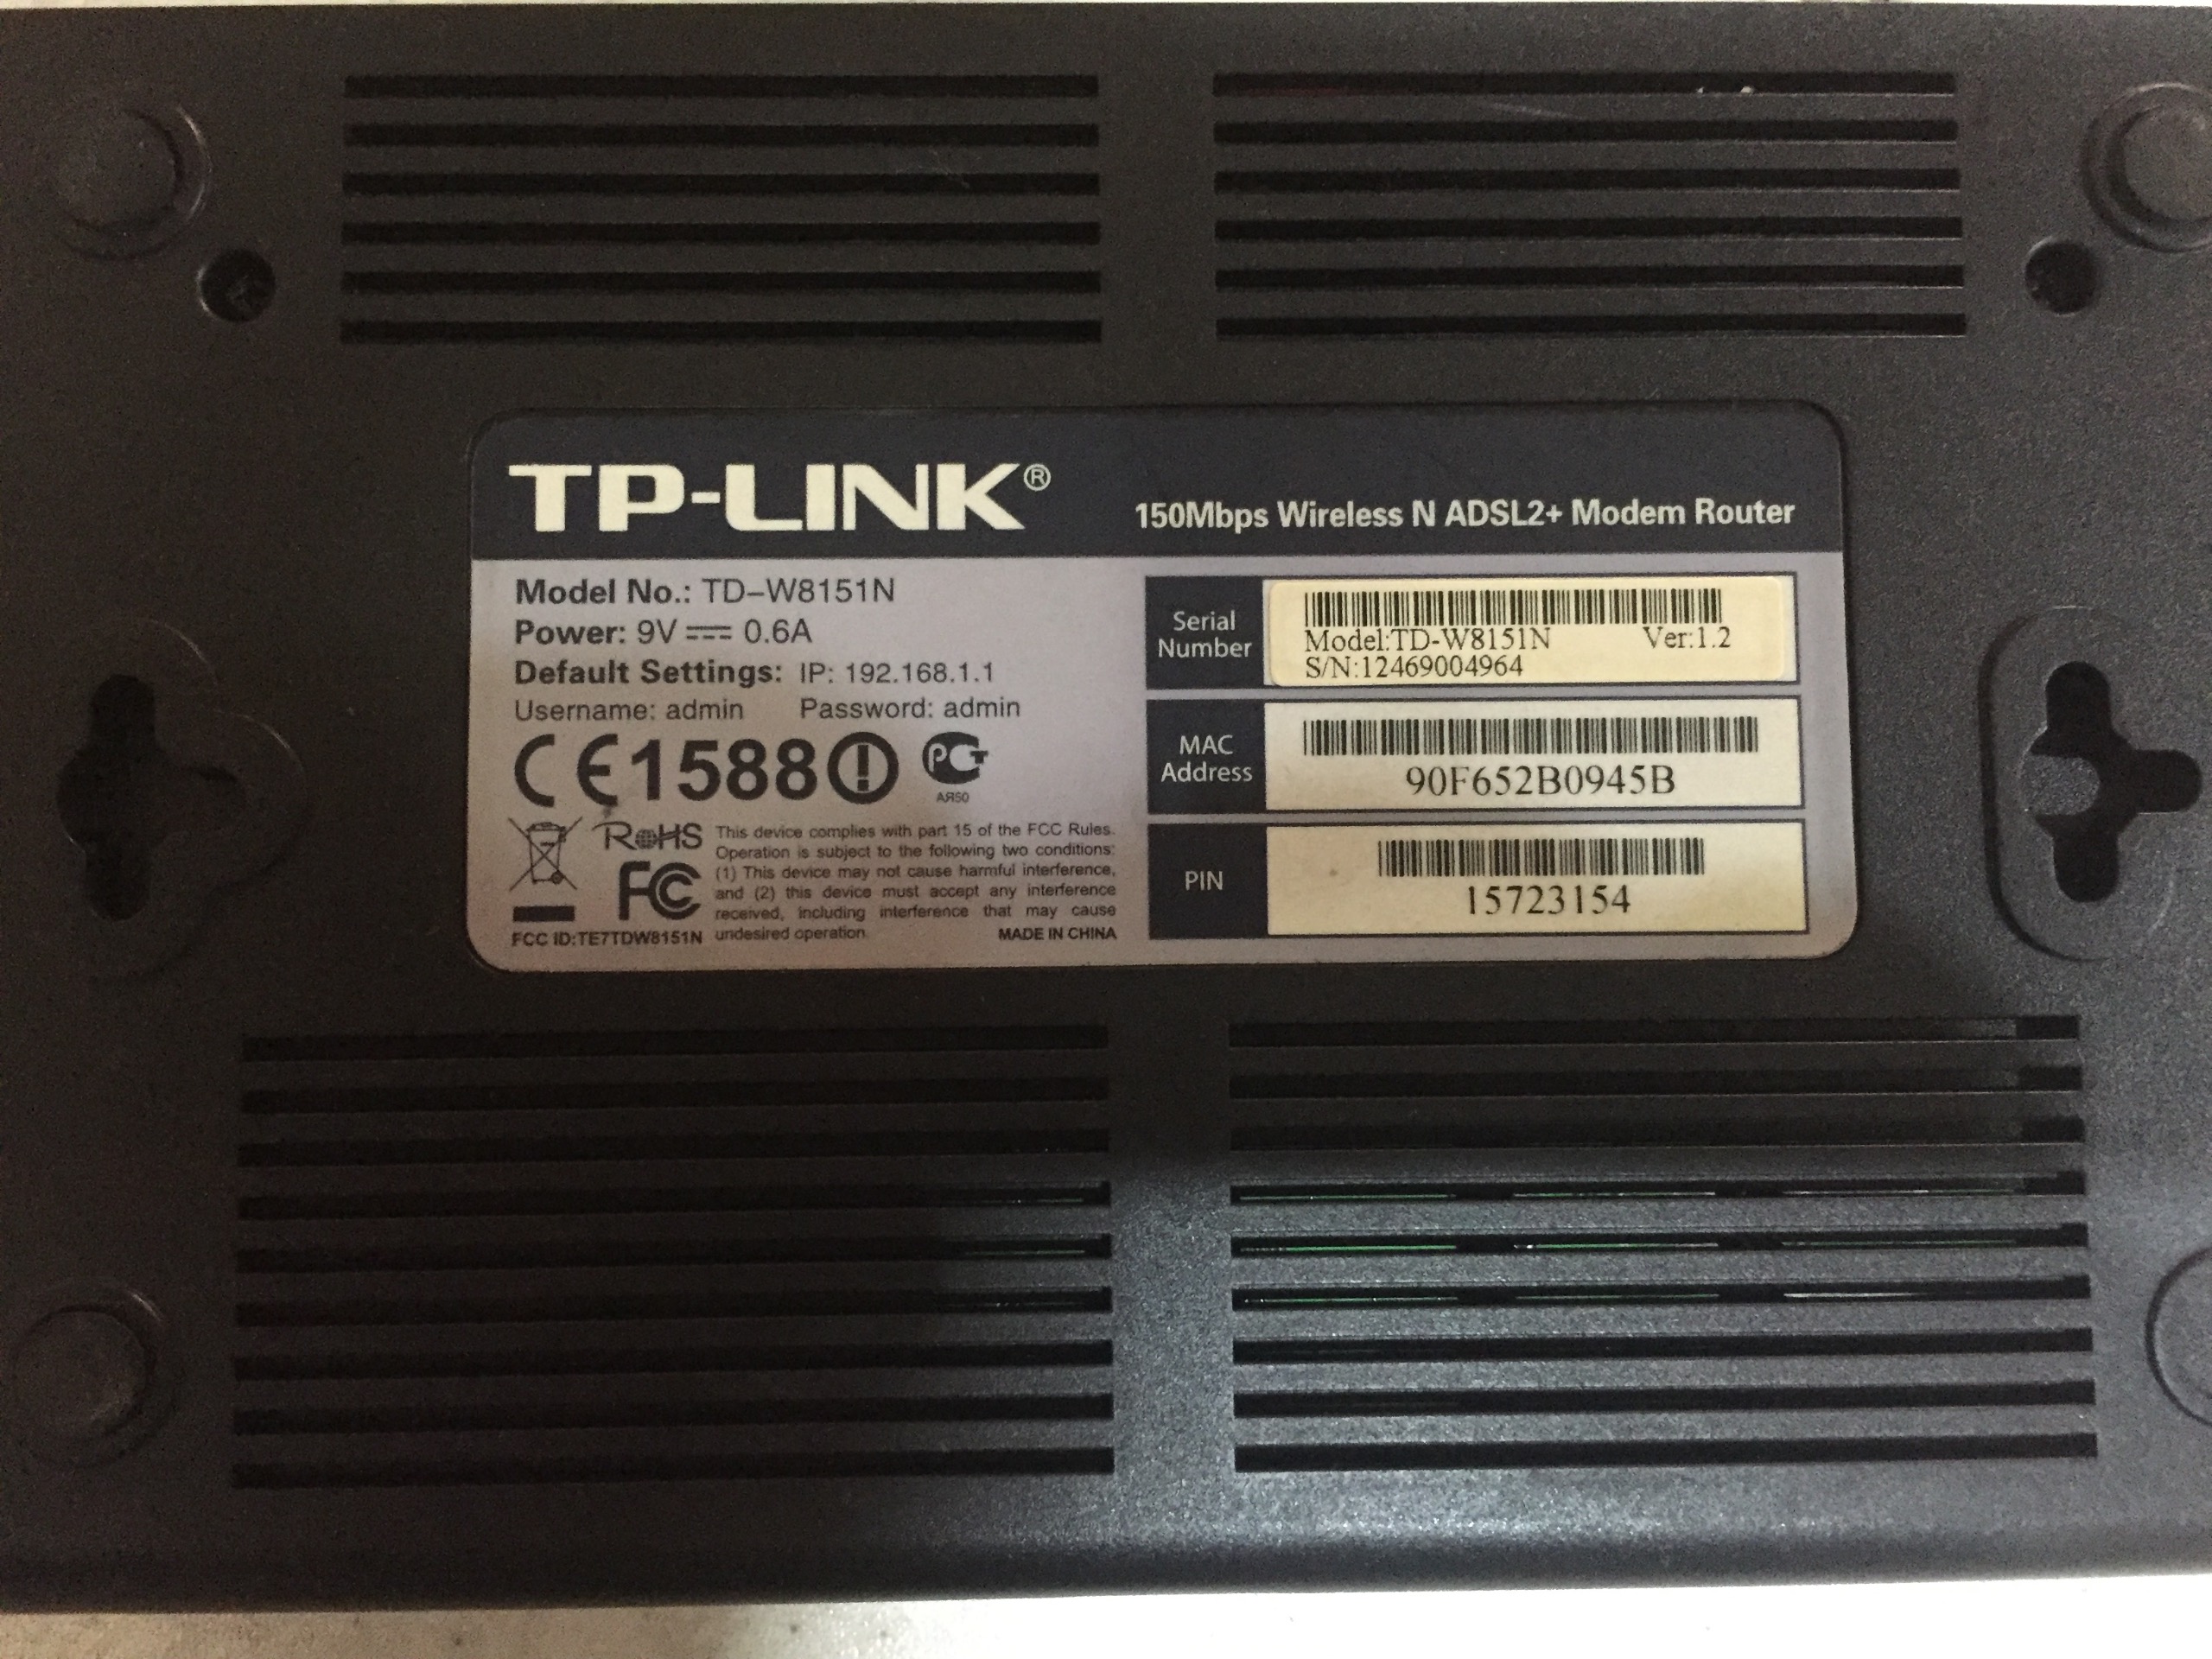 TP-LINK®
150Mbps Wireless N ADSL2+ Modem Router
Model No.: TD-W8151N
Power: 9V ⎓ 0.6A
Default Settings: IP: 192.168.1.1
Username: admin Password: admin
CE1588
PCT
АЯ50
RoHS
FC
This device complies with part 15 of the FCC Rules.
Operation is subject to the following two conditions:
(1) This device may not cause harmful interference,
and (2) this device must accept any interference
received, including interference that may cause
undesired operation.
FCC ID:TE7TDW8151N
MADE IN CHINA
Serial
Number
Model:TD-W8151N Ver:1.2
S/N:12469004964
MAC
Address
90F652B0945B
PIN
15723154